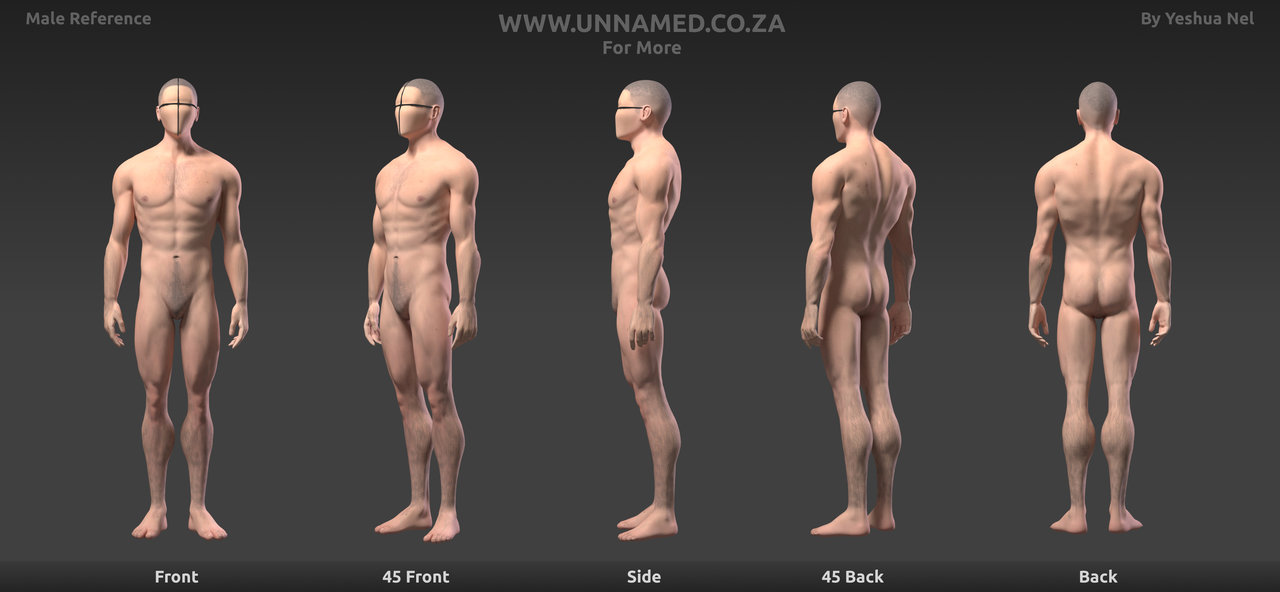 Male Reference
WWW.UNNAMED.CO.ZA
For More
By Yeshua Nel
Front
45 Front
Side
45 Back
Back